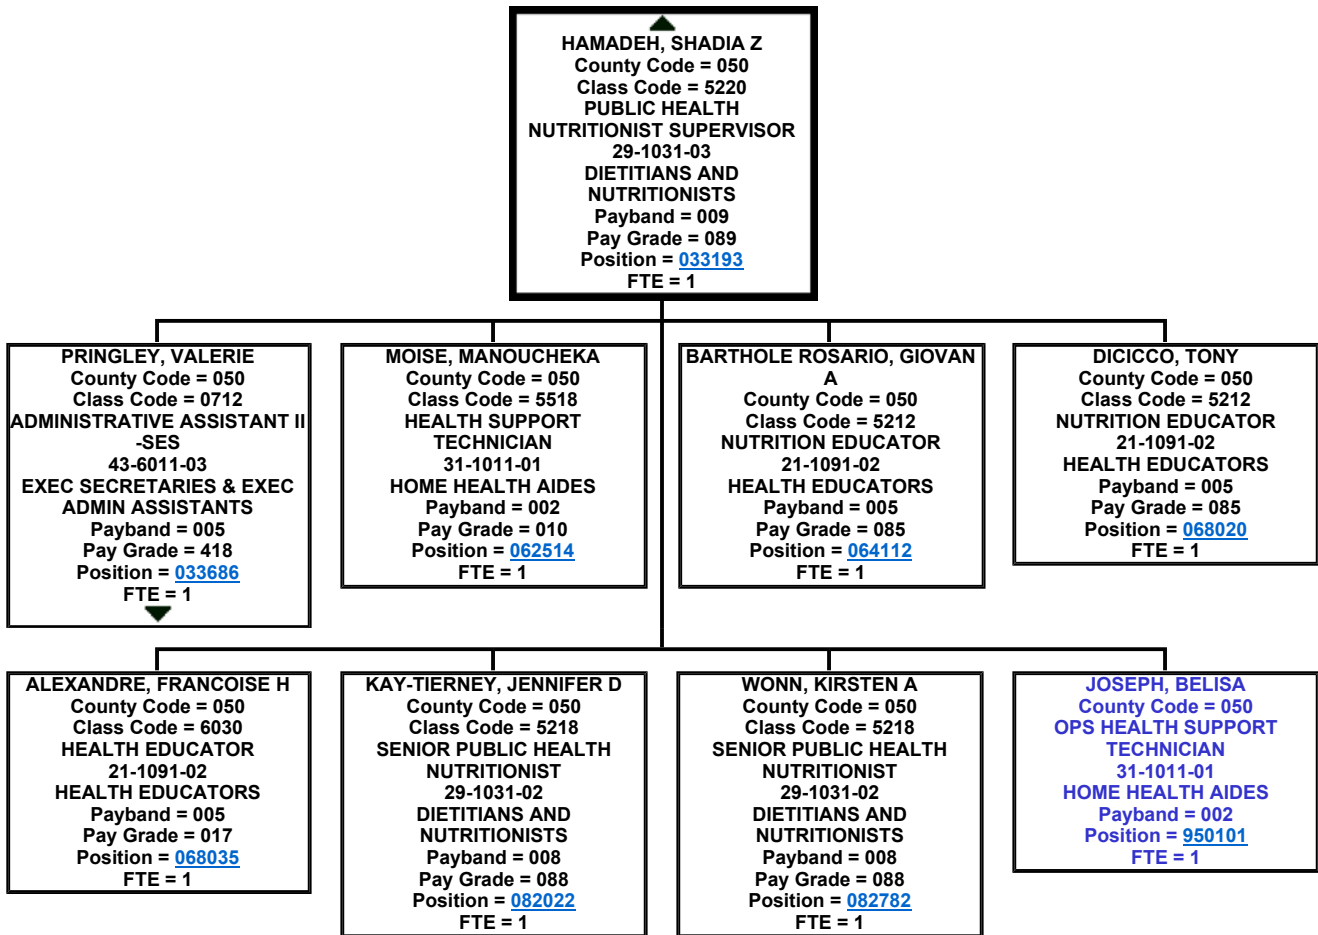 HAMADEH, SHADIA Z
County Code = 050
Class Code = 5220
PUBLIC HEALTH
NUTRITIONIST SUPERVISOR
29-1031-03
DIETITIANS AND
NUTRITIONISTS
Payband = 009
Pay Grade = 089
Position = 033193
FTE = 1
PRINGLEY, VALERIE
County Code = 050
Class Code = 0712
ADMINISTRATIVE ASSISTANT II
-SES
43-6011-03
EXEC SECRETARIES & EXEC
ADMIN ASSISTANTS
Payband = 005
Pay Grade = 418
Position = 033686
FTE = 1
MOISE, MANOUCHEKA
County Code = 050
Class Code = 5518
HEALTH SUPPORT
TECHNICIAN
31-1011-01
HOME HEALTH AIDES
Payband = 002
Pay Grade = 010
Position = 062514
FTE = 1
BARTHOLE ROSARIO, GIOVAN
A
County Code = 050
Class Code = 5212
NUTRITION EDUCATOR
21-1091-02
HEALTH EDUCATORS
Payband = 005
Pay Grade = 085
Position = 064112
FTE = 1
DICICCO, TONY
County Code = 050
Class Code = 5212
NUTRITION EDUCATOR
21-1091-02
HEALTH EDUCATORS
Payband = 005
Pay Grade = 085
Position = 068020
FTE = 1
ALEXANDRE, FRANCOISE H
County Code = 050
Class Code = 6030
HEALTH EDUCATOR
21-1091-02
HEALTH EDUCATORS
Payband = 005
Pay Grade = 017
Position = 068035
FTE = 1
KAY-TIERNEY, JENNIFER D
County Code = 050
Class Code = 5218
SENIOR PUBLIC HEALTH
NUTRITIONIST
29-1031-02
DIETITIANS AND
NUTRITIONISTS
Payband = 008
Pay Grade = 088
Position = 082022
FTE = 1
WONN, KIRSTEN A
County Code = 050
Class Code = 5218
SENIOR PUBLIC HEALTH
NUTRITIONIST
29-1031-02
DIETITIANS AND
NUTRITIONISTS
Payband = 008
Pay Grade = 088
Position = 082782
FTE = 1
JOSEPH, BELISA
County Code = 050
OPS HEALTH SUPPORT
TECHNICIAN
31-1011-01
HOME HEALTH AIDES
Payband = 002
Position = 950101
FTE = 1